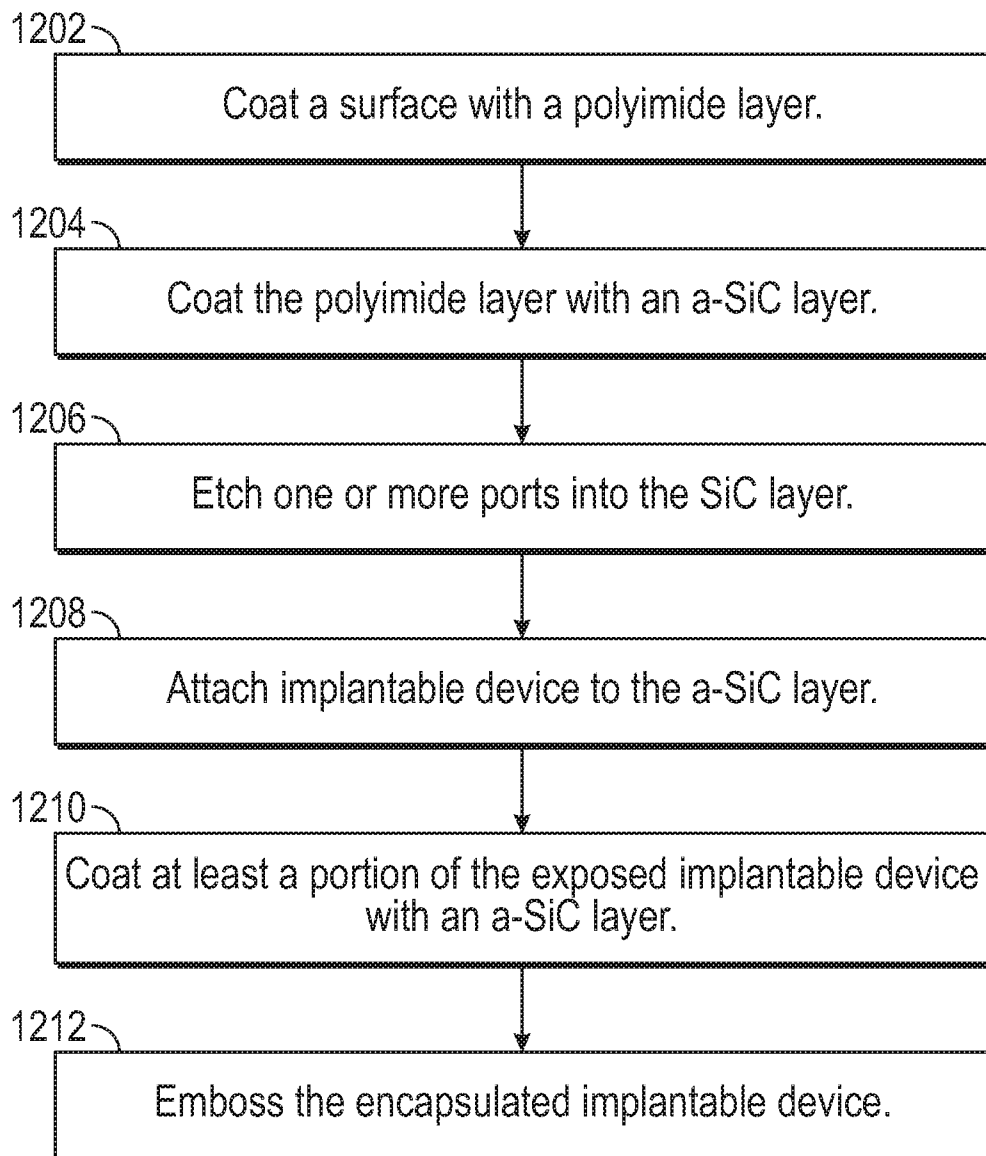 1202
Coat a surface with a polyimide layer.
1204
Coat the polyimide layer with an a-SiC layer.
1206
Etch one or more ports into the SiC layer.
1208
Attach implantable device to the a-SiC layer.
1210
Coat at least a portion of the exposed implantable device
with an a-SiC layer.
1212
Emboss the encapsulated implantable device.